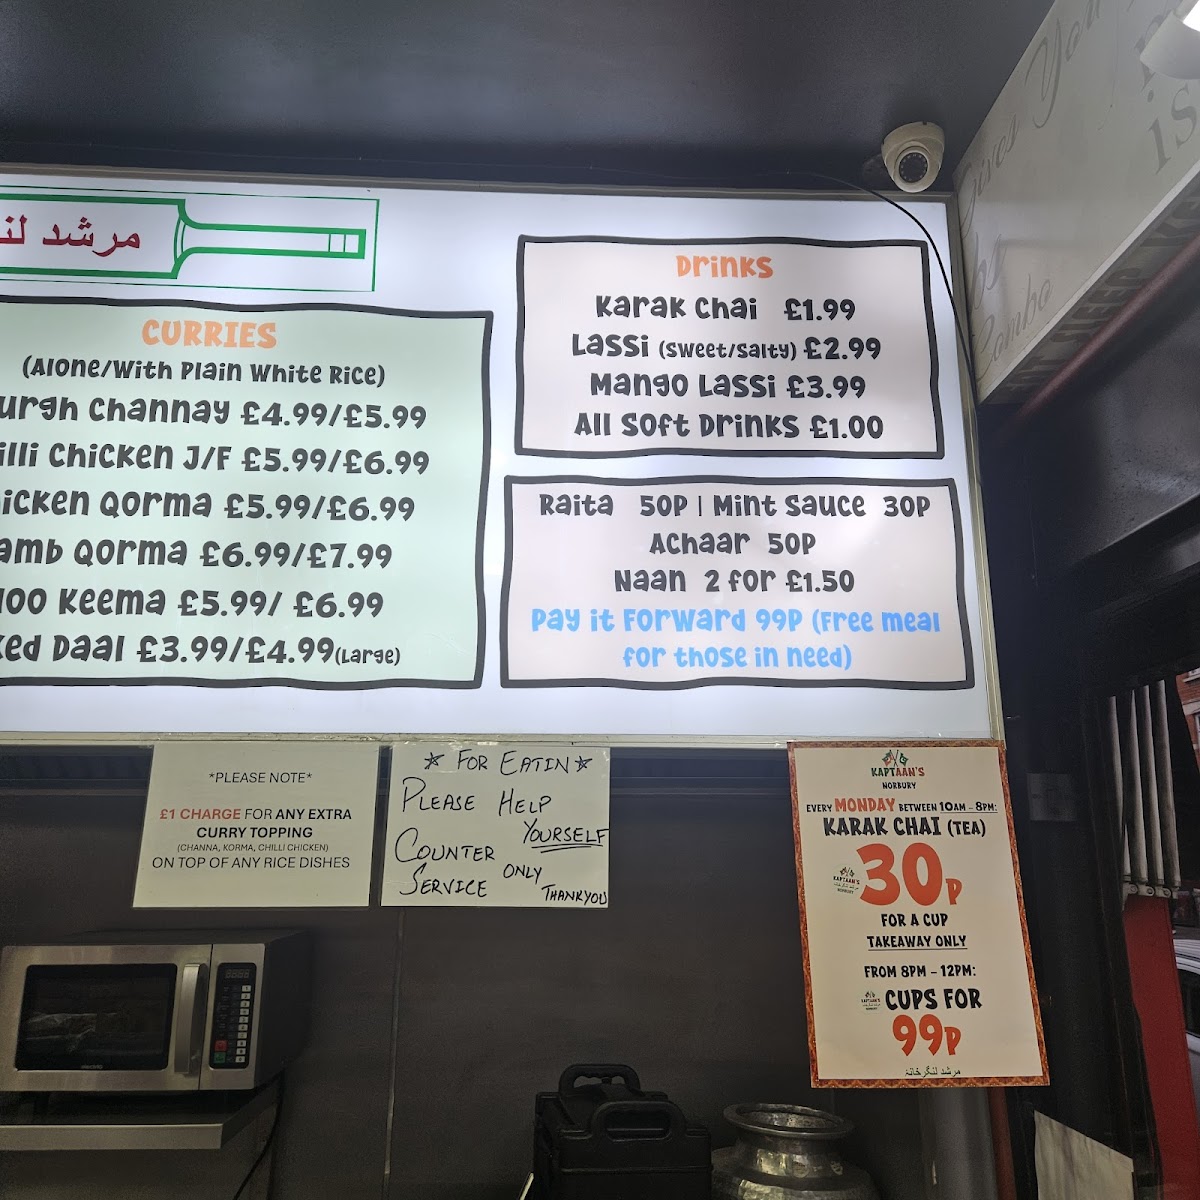 مرشد
CURRIES
(Alone/With Plain White Rice)
urgh Channay £4.99/£5.99
illi Chicken J/F £5.99/£6.99
icken Qorma £5.99/£6.99
amb Qorma £6.99/£7.99
loo Keema £5.99/ £6.99
ked Daal £3.99/£4.99(Large)
Drinks
Karak Chai £1.99
Lassi (Sweet/Salty) £2.99
Mango Lassi £3.99
All Soft Drinks £1.00
Raita 50P | Mint Sauce 30P
Achaar 50P
Naan 2 for £1.50
Pay it Forward 99P (Free meal
for those in need)
*PLEASE NOTE*
£1 CHARGE FOR ANY EXTRA
CURRY TOPPING
(CHANNA, KORMA, CHILLI CHICKEN)
ON TOP OF ANY RICE DISHES
FOR EATIN
PLEASE HELP
YOURSELF
COUNTER
SERVICE ONLY
THANKYOU
KAPTAAN'S
NORBURY
EVERY MONDAY BETWEEN 10AM - 8PM:
KARAK CHAI (TEA)
30P
FOR A CUP
TAKEAWAY ONLY
FROM 8PM - 12PM:
CUPS FOR
99P
مرشد لنگر خانہ